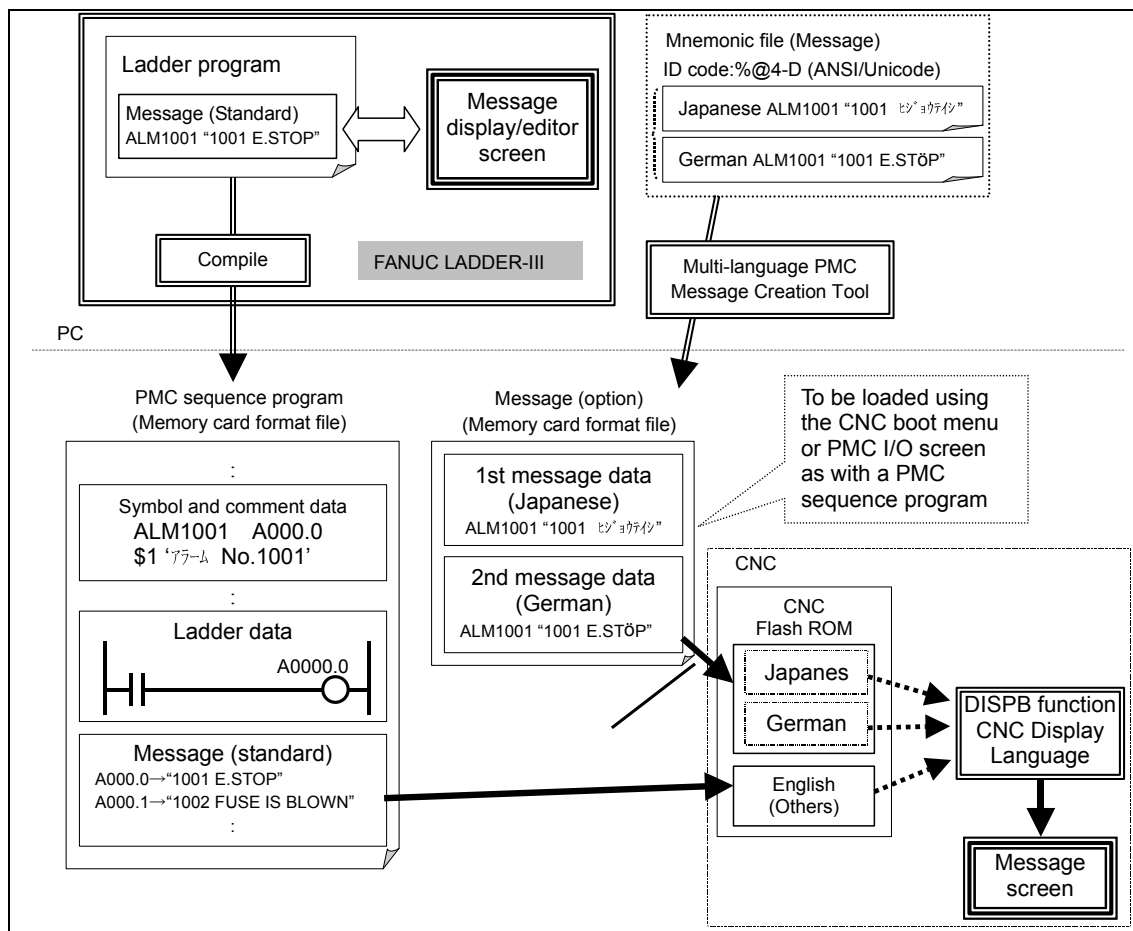 Ladder program
Message (Standard)
ALM1001 “1001 E.STOP”
Message
display/editor
screen
Compile
FANUC LADDER-III
Mnemonic file (Message)
ID code:%@4-D (ANSI/Unicode)
Japanese ALM1001 “1001 ﾋｼﾞｮｳﾃｲｼ”
German ALM1001 “1001 E.STÖP”
Multi-language PMC
Message Creation Tool
PC
PMC sequence program
(Memory card format file)
:
Symbol and comment data
ALM1001 A000.0
$1 ‘ｱﾗｰﾑ No.1001’
:
Ladder data
A0000.0
Message (standard)
A000.0→“1001 E.STOP”
A000.1→“1002 FUSE IS BLOWN”
:
Message (option)
(Memory card format file)
1st message data
(Japanese)
ALM1001 “1001 ﾋｼﾞｮｳﾃｲｼ”
2nd message data
(German)
ALM1001 “1001 E.STÖP”
To be loaded using
the CNC boot menu
or PMC I/O screen
as with a PMC
sequence program
CNC
CNC
Flash ROM
Japanes
German
English
(Others)
DISPB function
CNC Display
Language
Message
screen